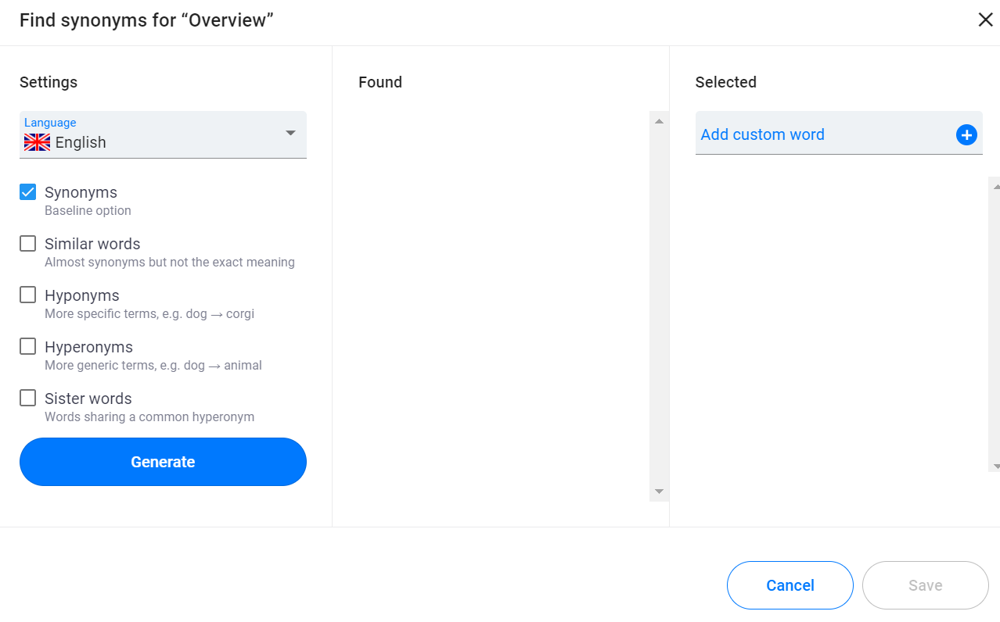 Find synonyms for “Overview”
Settings
Language
English
Synonyms
Baseline option
Similar words
Almost synonyms but not the exact meaning
Hyponyms
More specific terms, e.g. dog → corgi
Hyperonyms
More generic terms, e.g. dog → animal
Sister words
Words sharing a common hyperonym
Generate
Found
Selected
Add custom word
Cancel
Save